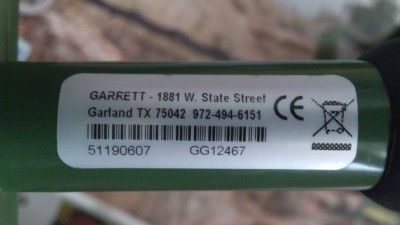 GARRETT - 1881 W. State Street
Garland TX 75042 972-494-6151
CE
51190607 GG12467